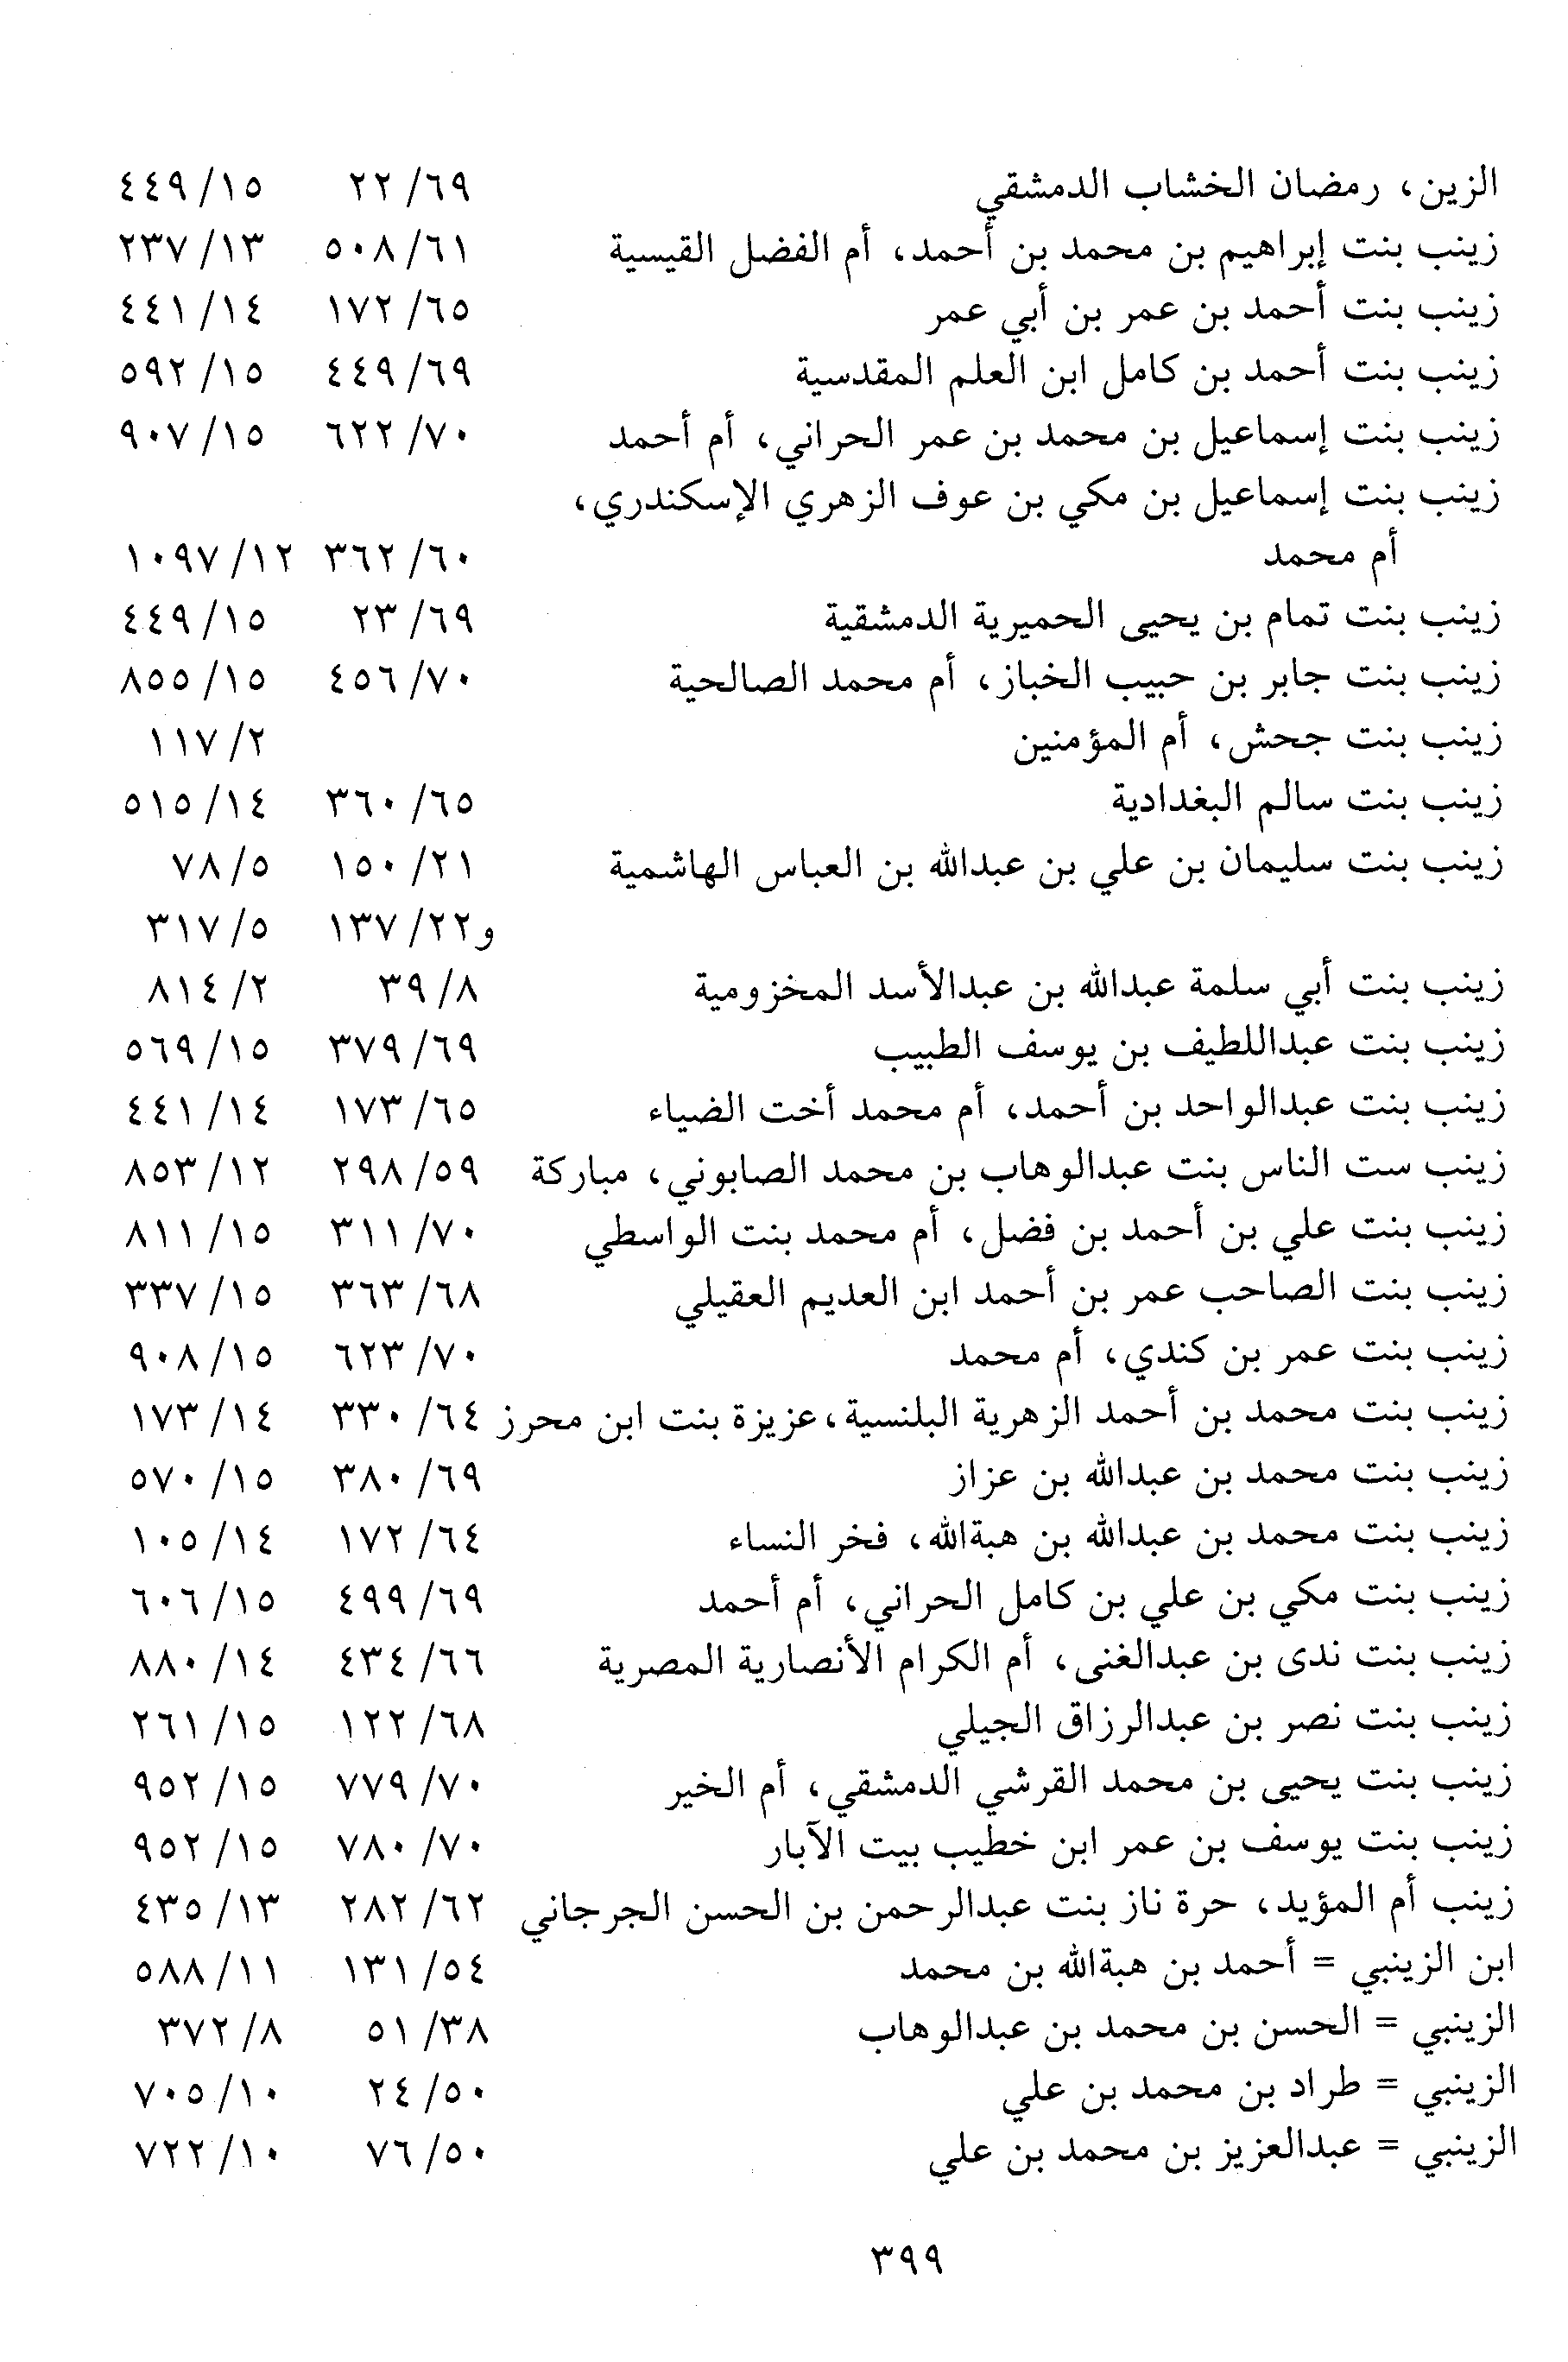 الزين، رمضان الخشاب الدمشقي ٦٩/ ٢٢ ١٥/ ٤٤٩
زينب بنت إبراهيم بن محمد بن أحمد، أم الفضل القيسية ٦١/ ٥٠٨ ١٣/ ٢٣٧
زينب بنت أحمد بن عمر بن أبي عمر ٦٥/ ١٧٢ ١٤/ ٤٤١
زينب بنت أحمد بن كامل ابن العلم المقدسية ٦٩/ ٤٤٩ ١٥/ ٥٩٢
زينب بنت إسماعيل بن محمد بن عمر الحراني، أم أحمد ٧٠/ ٦٢٢ ١٥/ ٩٠٧
زينب بنت إسماعيل بن مكي بن عوف الزهري الإسكندري،
أم محمد ٦٠/ ٣٦٢ ١٢/ ١٠٩٧
زينب بنت تمام بن يحيى الحميرية الدمشقية ٦٩/ ٢٣ ١٥/ ٤٤٩
زينب بنت جابر بن حبيب الخباز، أم محمد الصالحية ٧٠/ ٤٥٦ ١٥/ ٨٥٥
زينب بنت جحش، أم المؤمنين ٢/ ١١٧
زينب بنت سالم البغدادية ٦٥/ ٣٦٠ ١٤/ ٥١٥
زينب بنت سليمان بن علي بن عبدالله بن العباس الهاشمية ٢١/ ١٥٠ ٥/ ٧٨
و٢٢/ ١٣٧ ٥/ ٣١٧
زينب بنت أبي سلمة عبدالله بن عبدالأسد المخزومية ٨/ ٣٩ ٢/ ٨١٤
زينب بنت عبداللطيف بن يوسف الطبيب ٦٩/ ٣٧٩ ١٥/ ٥٦٩
زينب بنت عبدالواحد بن أحمد، أم محمد أخت الضياء ٦٥/ ١٧٣ ١٤/ ٤٤١
زينب ست الناس بنت عبدالوهاب بن محمد الصابوني، مباركة ٥٩/ ٢٩٨ ١٢/ ٨٥٣
زينب بنت علي بن أحمد بن فضل، أم محمد بنت الواسطي ٧٠/ ٣١١ ١٥/ ٨١١
زينب بنت الصاحب عمر بن أحمد ابن العديم العقيلي ٦٨/ ٣٦٣ ١٥/ ٣٣٧
زينب بنت عمر بن كندي، أم محمد ٧٠/ ٦٢٣ ١٥/ ٩٠٨
زينب بنت محمد بن أحمد الزهرية البلنسية، عزيزة بنت ابن محرز ٦٤/ ٣٣٠ ١٤/ ١٧٣
زينب بنت محمد بن عبدالله بن عزاز ٦٩/ ٣٨٠ ١٥/ ٥٧٠
زينب بنت محمد بن عبدالله بن هبةالله، فخر النساء ٦٤/ ١٧٢ ١٤/ ١٠٥
زينب بنت مكي بن علي بن كامل الحراني، أم أحمد ٦٩/ ٤٩٩ ١٥/ ٦٠٦
زينب بنت ندى بن عبدالغنى، أم الكرام الأنصارية المصرية ٦٦/ ٤٣٤ ١٤/ ٨٨٠
زينب بنت نصر بن عبدالرزاق الجيلي ٦٨/ ١٢٢ ١٥/ ٢٦١
زينب بنت يحيى بن محمد القرشي الدمشقي، أم الخير ٧٠/ ٧٧٩ ١٥/ ٩٥٢
زينب بنت يوسف بن عمر ابن خطيب بيت الآبار ٧٠/ ٧٨٠ ١٥/ ٩٥٢
زينب أم المؤيد، حرة ناز بنت عبدالرحمن بن الحسن الجرجاني ٦٢/ ٢٨٢ ١٣/ ٤٣٥
ابن الزينبي = أحمد بن هبةالله بن محمد ٥٤/ ١٣١ ١١/ ٥٨٨
الزينبي = الحسن بن محمد بن عبدالوهاب ٣٨/ ٥١ ٨/ ٣٧٢
الزينبي = طراد بن محمد بن علي ٥٠/ ٢٤ ١٠/ ٧٠٥
الزينبي = عبدالعزيز بن محمد بن علي ٥٠/ ٧٦ ١٠/ ٧٢٢
٣٩٩